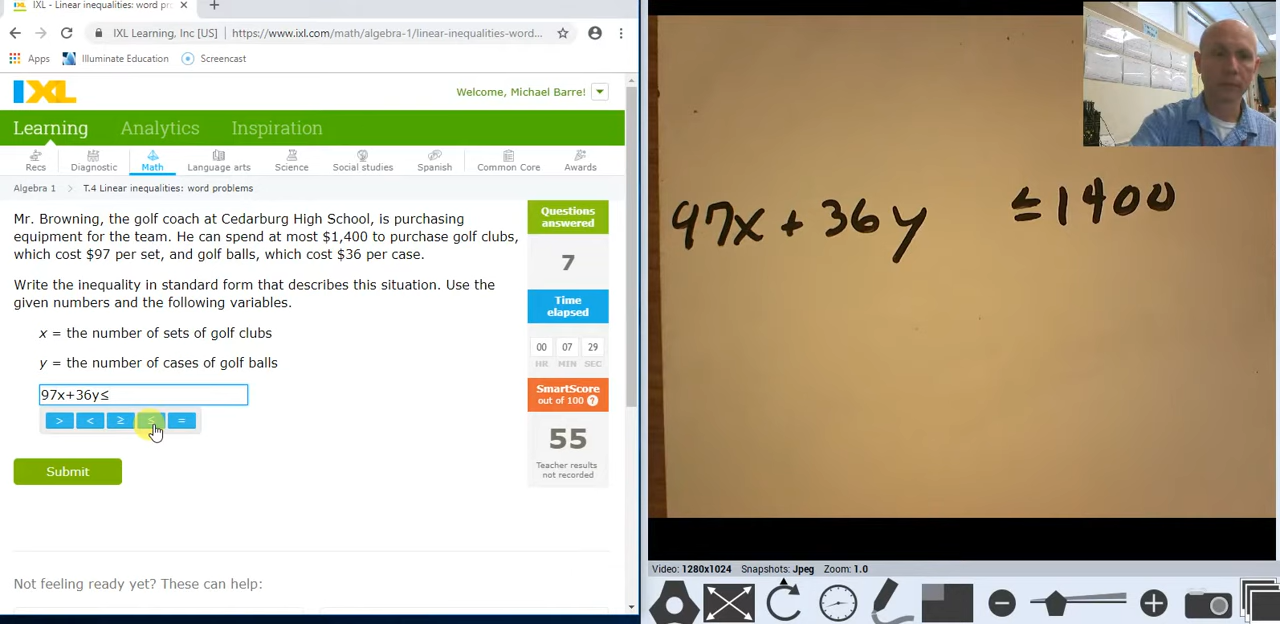 IXL - Linear inequalities: word pr
IXL Learning, Inc [US]
https://www.ixl.com/math/algebra-1/linear-inequalities-word...
Apps
Illuminate Education
Screencast
IXL
Welcome, Michael Barre!
Learning
Analytics
Inspiration
Recs
Diagnostic
Math
Language arts
Science
Social studies
Spanish
Common Core
Awards
Algebra 1 > T.4 Linear inequalities: word problems
Mr. Browning, the golf coach at Cedarburg High School, is purchasing
equipment for the team. He can spend at most $1,400 to purchase golf clubs,
which cost $97 per set, and golf balls, which cost $36 per case.
Write the inequality in standard form that describes this situation. Use the
given numbers and the following variables.
x = the number of sets of golf clubs
y = the number of cases of golf balls
97x+36y≤
> < ≥ ≤ =
Submit
Not feeling ready yet? These can help:
Questions
answered
7
Time
elapsed
00 07 29
HR MIN SEC
SmartScore
out of 100 ?
55
Teacher results
not recorded
97x + 36y ≤ 1400
Video: 1280x1024 Snapshots: Jpeg Zoom: 1.0